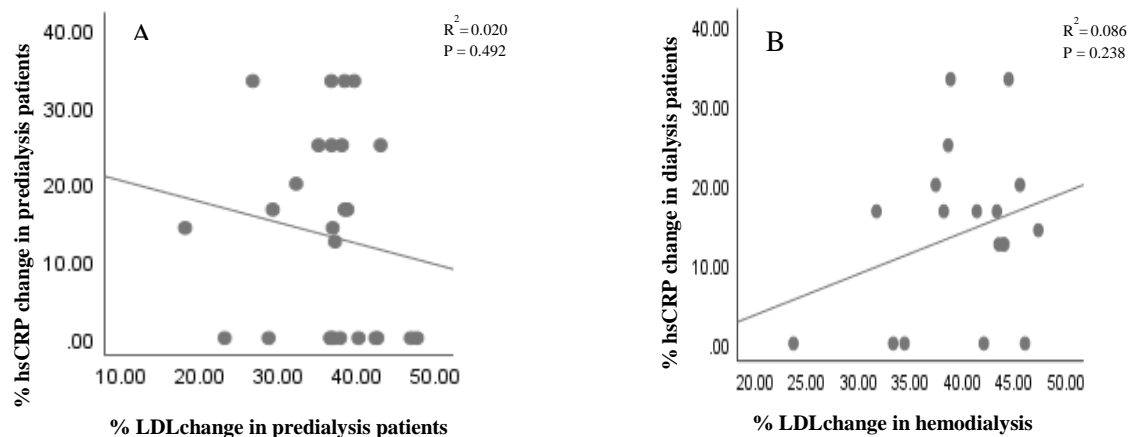 A
R²=0.020
P = 0.492
% hsCRP change in predialysis patients
40.00
30.00
20.00
10.00
.00
10.00 20.00 30.00 40.00 50.00
% LDLchange in predialysis patients
B
R²=0.086
P = 0.238
% hsCRP change in dialysis patients
40.00
30.00
20.00
10.00
.00
20.00 25.00 30.00 35.00 40.00 45.00 50.00
% LDLchange in hemodialysis